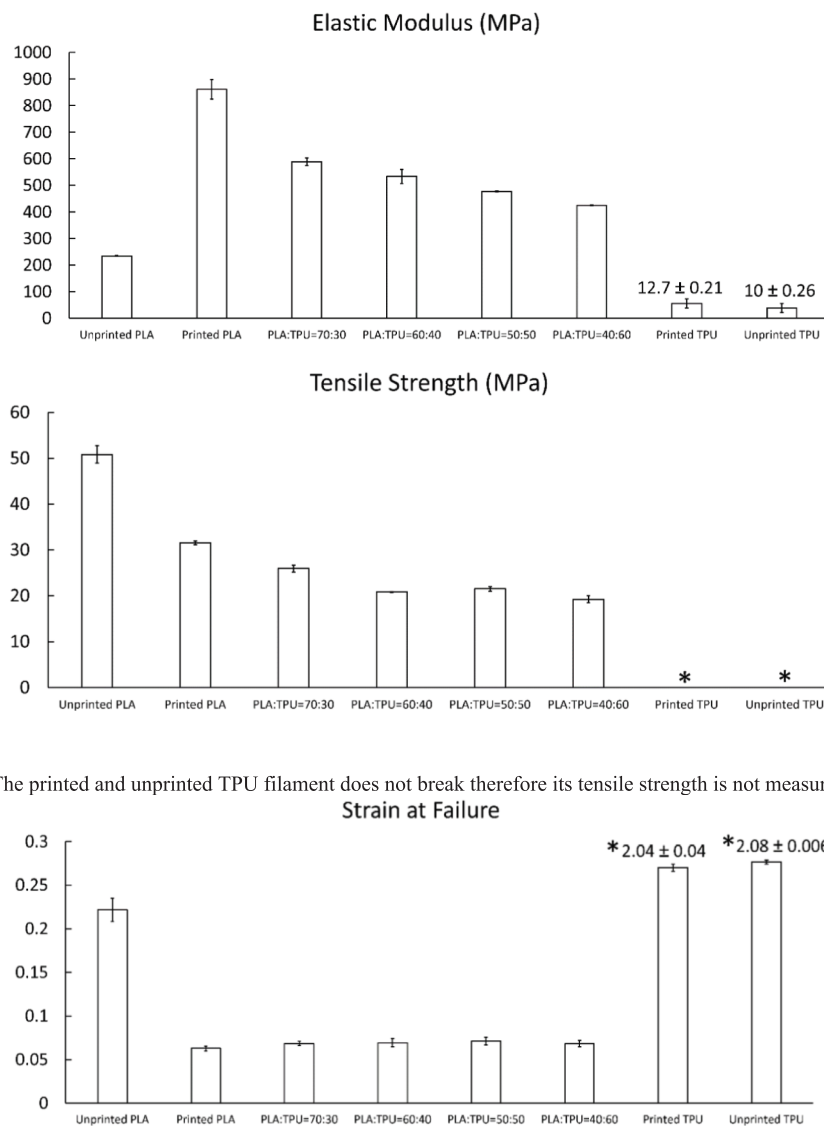 Elastic Modulus (MPa)
1000
900
800
700
600
500
400
300
200
100
0
12.7 ± 0.21
10 ± 0.26
Unprinted PLA
Printed PLA
PLA:TPU=70:30
PLA:TPU=60:40
PLA:TPU=50:50
PLA:TPU=40:60
Printed TPU
Unprinted TPU
Tensile Strength (MPa)
60
50
40
30
20
10
0
*
*
Unprinted PLA
Printed PLA
PLA:TPU=70:30
PLA:TPU=60:40
PLA:TPU=50:50
PLA:TPU=40:60
Printed TPU
Unprinted TPU
The printed and unprinted TPU filament does not break therefore its tensile strength is not measur
Strain at Failure
0.3
0.25
0.2
0.15
0.1
0.05
0
*2.04 ± 0.04
*2.08 ± 0.006
Unprinted PLA
Printed PLA
PLA:TPU=70:30
PLA:TPU=60:40
PLA:TPU=50:50
PLA:TPU=40:60
Printed TPU
Unprinted TPU